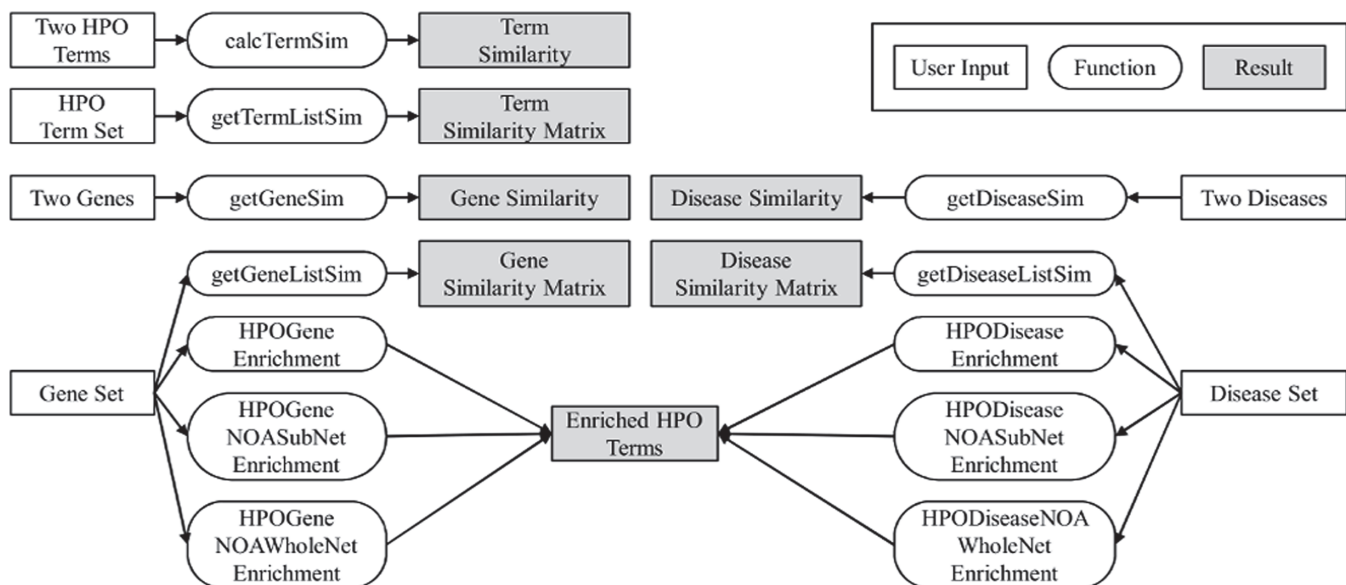 Two HPO
Terms
calcTermSim
Term
Similarity
User Input
Function
Result
HPO
Term Set
getTermListSim
Term
Similarity Matrix
Two Genes
getGeneSim
Gene Similarity
Disease Similarity
getDiseaseSim
Two Diseases
getGeneListSim
Gene
Similarity Matrix
Disease
Similarity Matrix
getDiseaseListSim
HPOGene
Enrichment
HPODisease
Enrichment
Gene Set
Disease Set
HPOGene
NOASubNet
Enrichment
Enriched HPO
Terms
HPODisease
NOASubNet
Enrichment
HPOGene
NOAWholeNet
Enrichment
HPODiseaseNOA
WholeNet
Enrichment